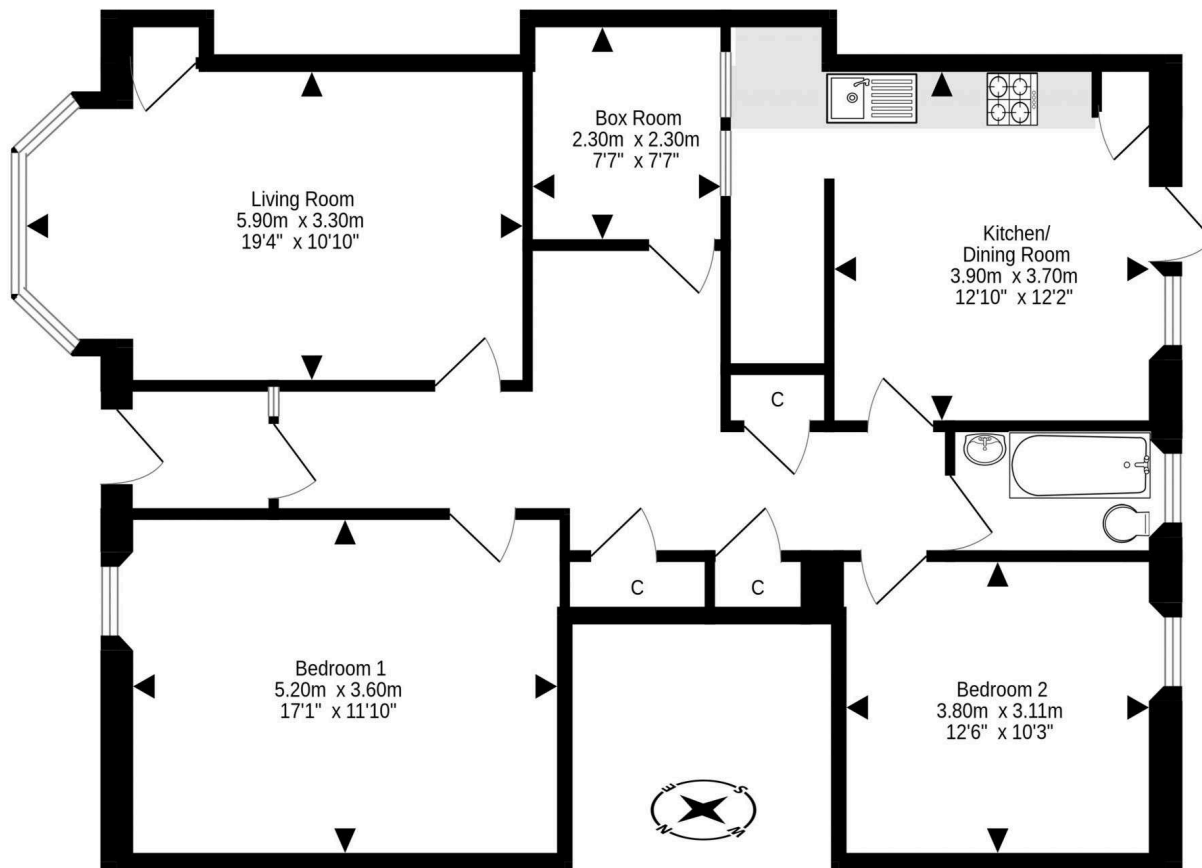 Box Room
2.30m x 2.30m
7'7" x 7'7"
Living Room
5.90m x 3.30m
19'4" x 10'10"
Kitchen/
Dining Room
3.90m x 3.70m
12'10" x 12'2"
C
C
C
Bedroom 1
5.20m x 3.60m
17'1" x 11'10"
Bedroom 2
3.80m x 3.11m
12'6" x 10'3"
E
S
N
W